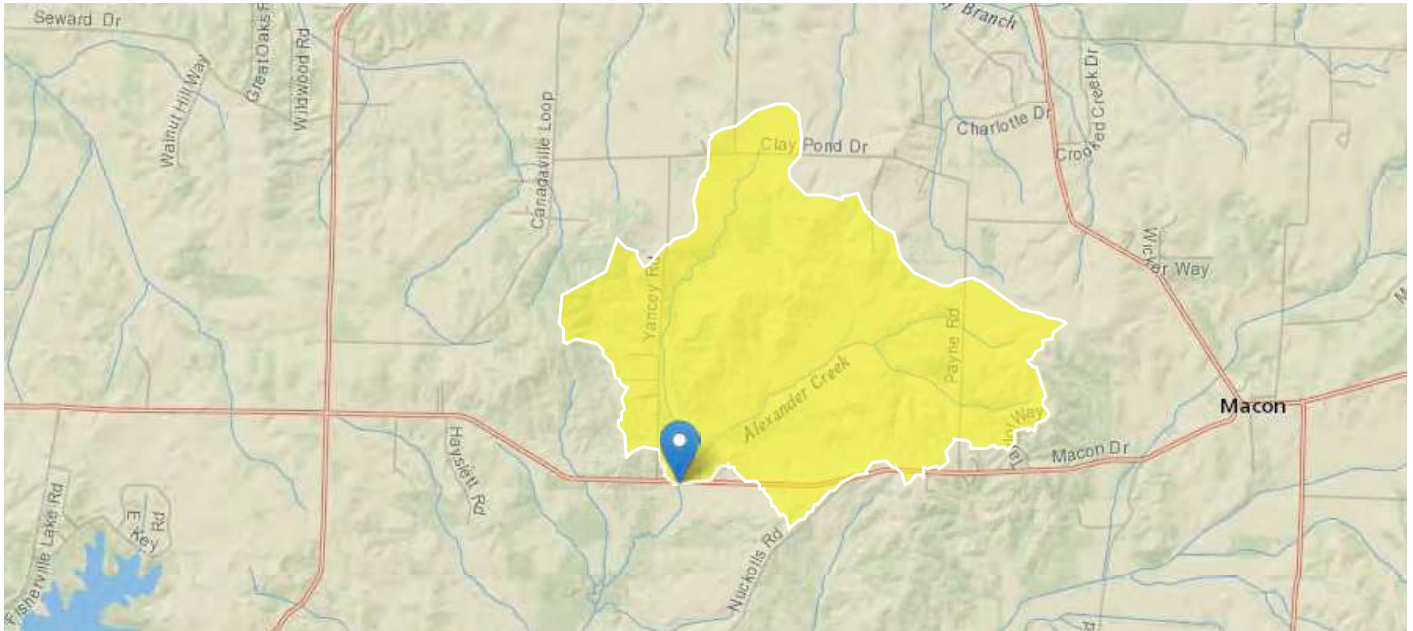 Seward Dr
Great Oaks R
Wildwood Rd
Walnut Hill Way
Canadaville Loop
y Branch
Crooked Creek Dr
Charlotte Dr
Clay Pond Dr
Wicker Way
M
Yancey Rd
Payne Rd
Alexander Creek
Taylor Way
Macon
Macon Dr
Hayslett Rd
Fisherville Lake Rd
E Key
Rd
Nuckolls Rd